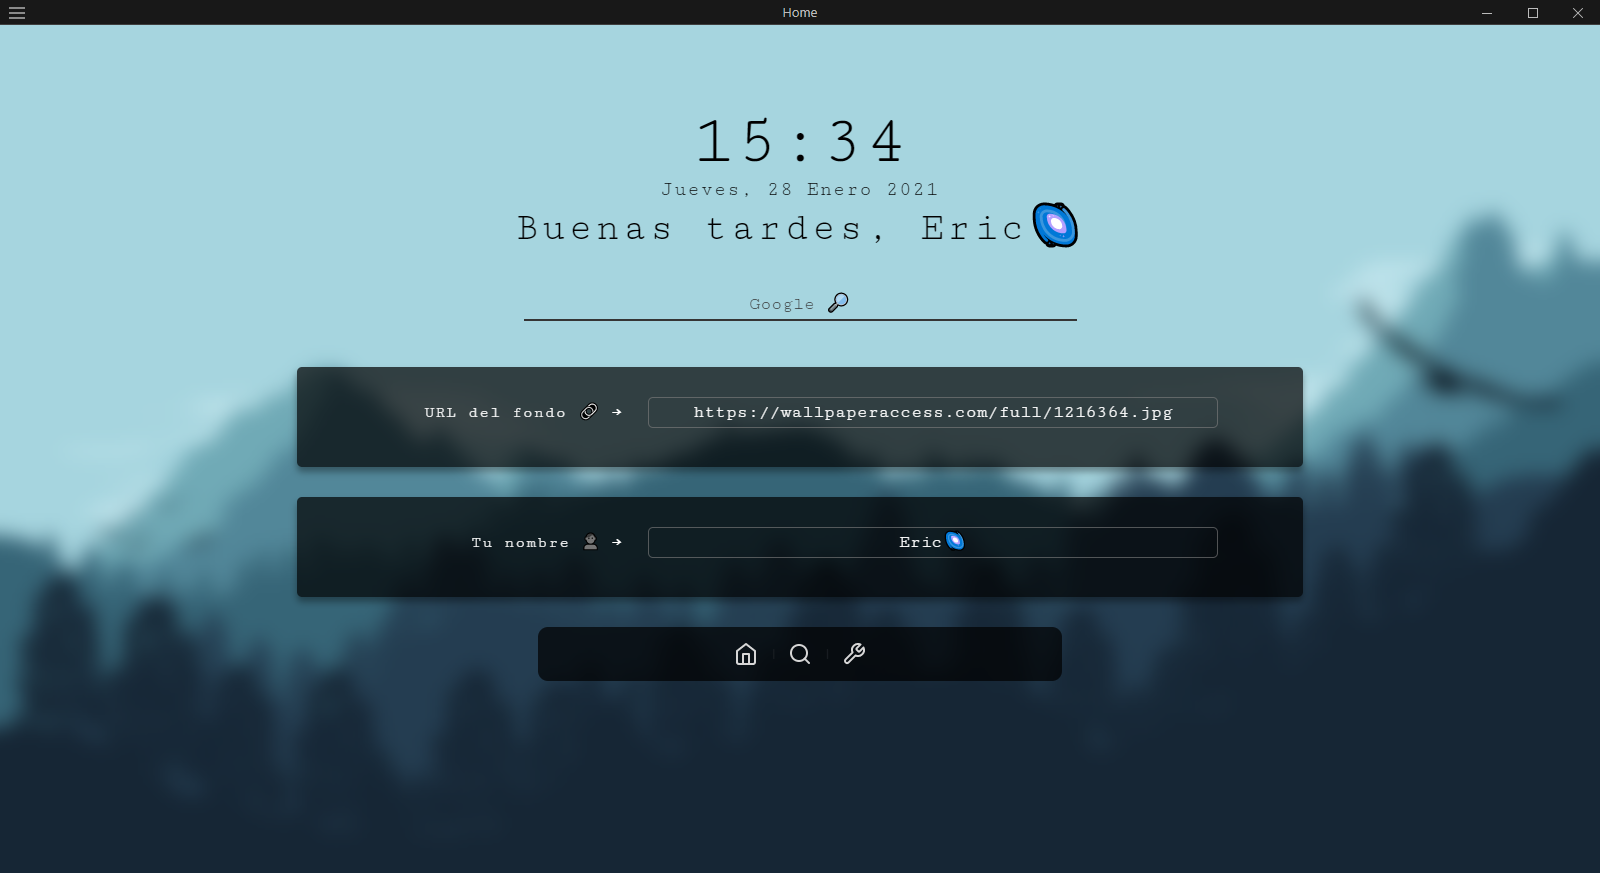 Home
15:34
Jueves, 28 Enero 2021
Buenas tardes, Eric🌌
Google 🔎
URL del fondo 🔗 → https://wallpaperaccess.com/full/1216364.jpg
Tu nombre 👤 → Eric🌌